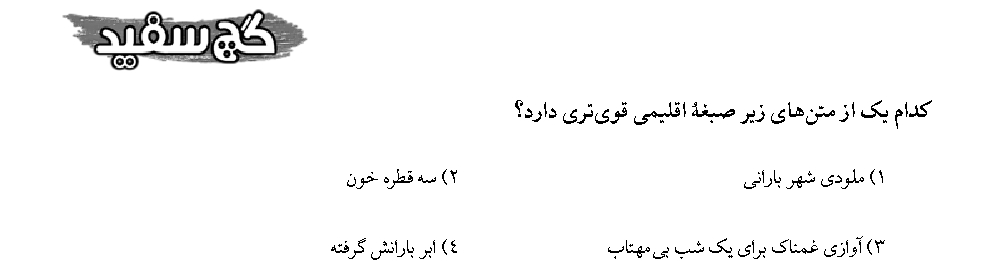 گچ سفید
کدام یک از متن‌های زیر صبغهٔ اقلیمی قوی‌تری دارد؟
۱) ملودی شهر بارانی ۲) سه قطره خون
۳) آوازی غمناک برای یک شب بی‌مهتاب ٤) ابر بارانش گرفته